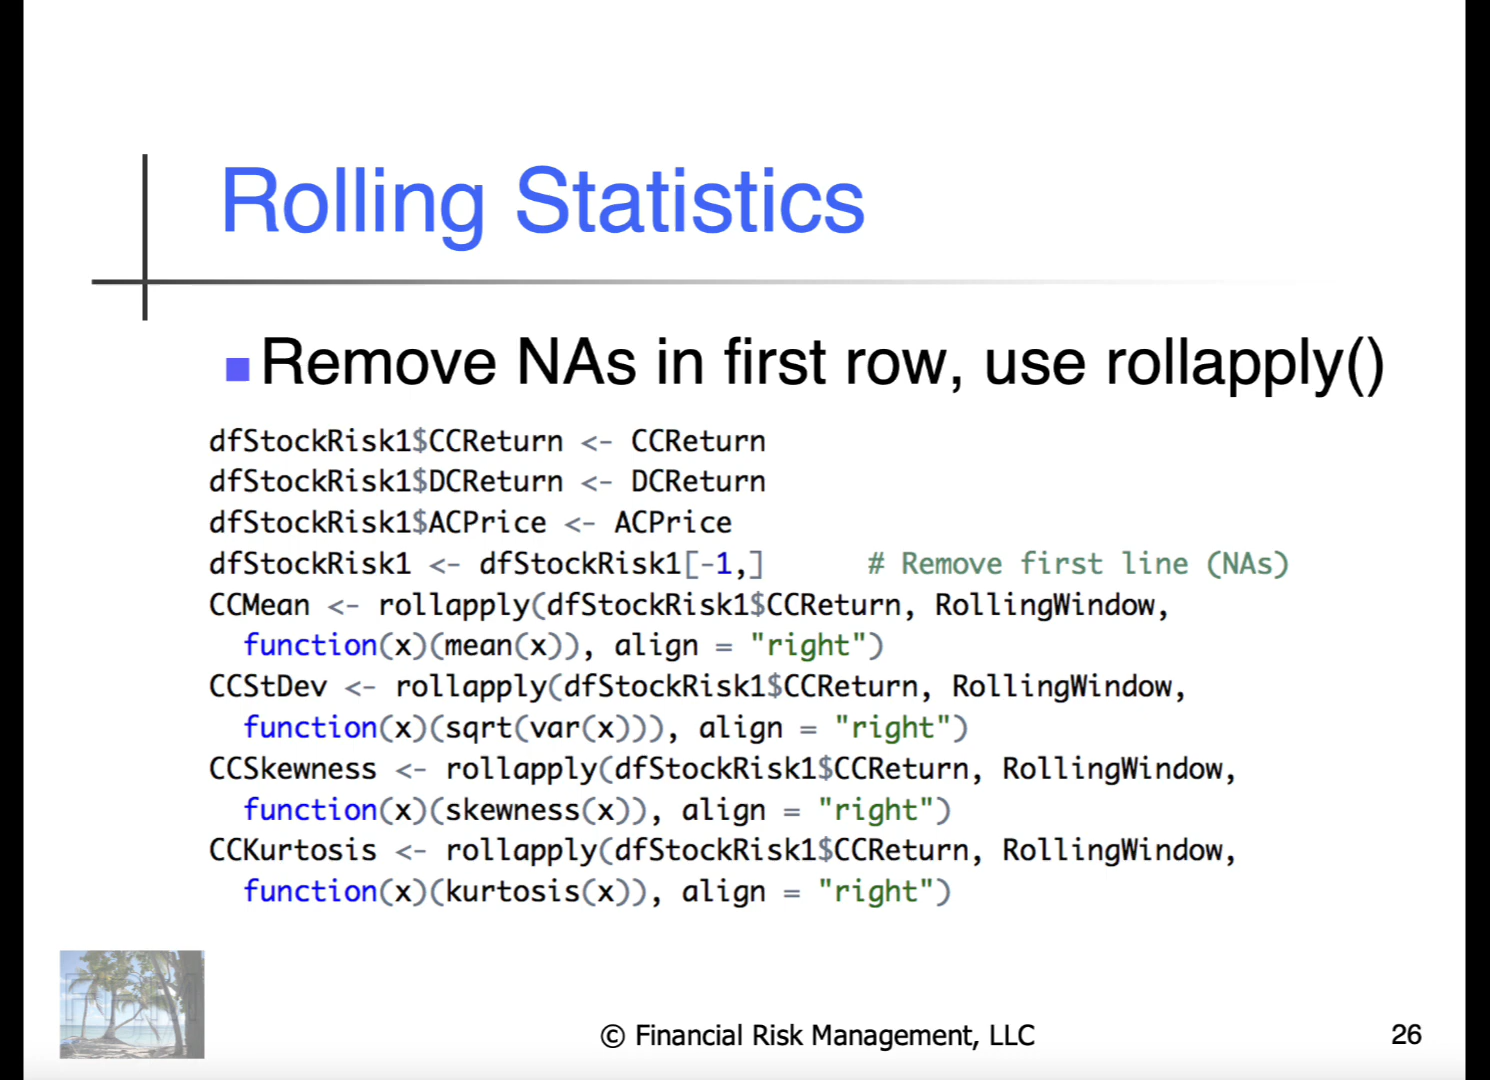 Rolling Statistics
Remove NAs in first row, use rollapply()
dfStockRisk1$CCReturn <- CCReturn
dfStockRisk1$DCReturn <- DCReturn
dfStockRisk1$ACPrice <- ACPrice
dfStockRisk1 <- dfStockRisk1[-1,]      # Remove first line (NAs)
CCMean <- rollapply(dfStockRisk1$CCReturn, RollingWindow,
  function(x)(mean(x)), align = "right")
CCStDev <- rollapply(dfStockRisk1$CCReturn, RollingWindow,
  function(x)(sqrt(var(x))), align = "right")
CCSkewness <- rollapply(dfStockRisk1$CCReturn, RollingWindow,
  function(x)(skewness(x)), align = "right")
CCKurtosis <- rollapply(dfStockRisk1$CCReturn, RollingWindow,
  function(x)(kurtosis(x)), align = "right")
© Financial Risk Management, LLC
26